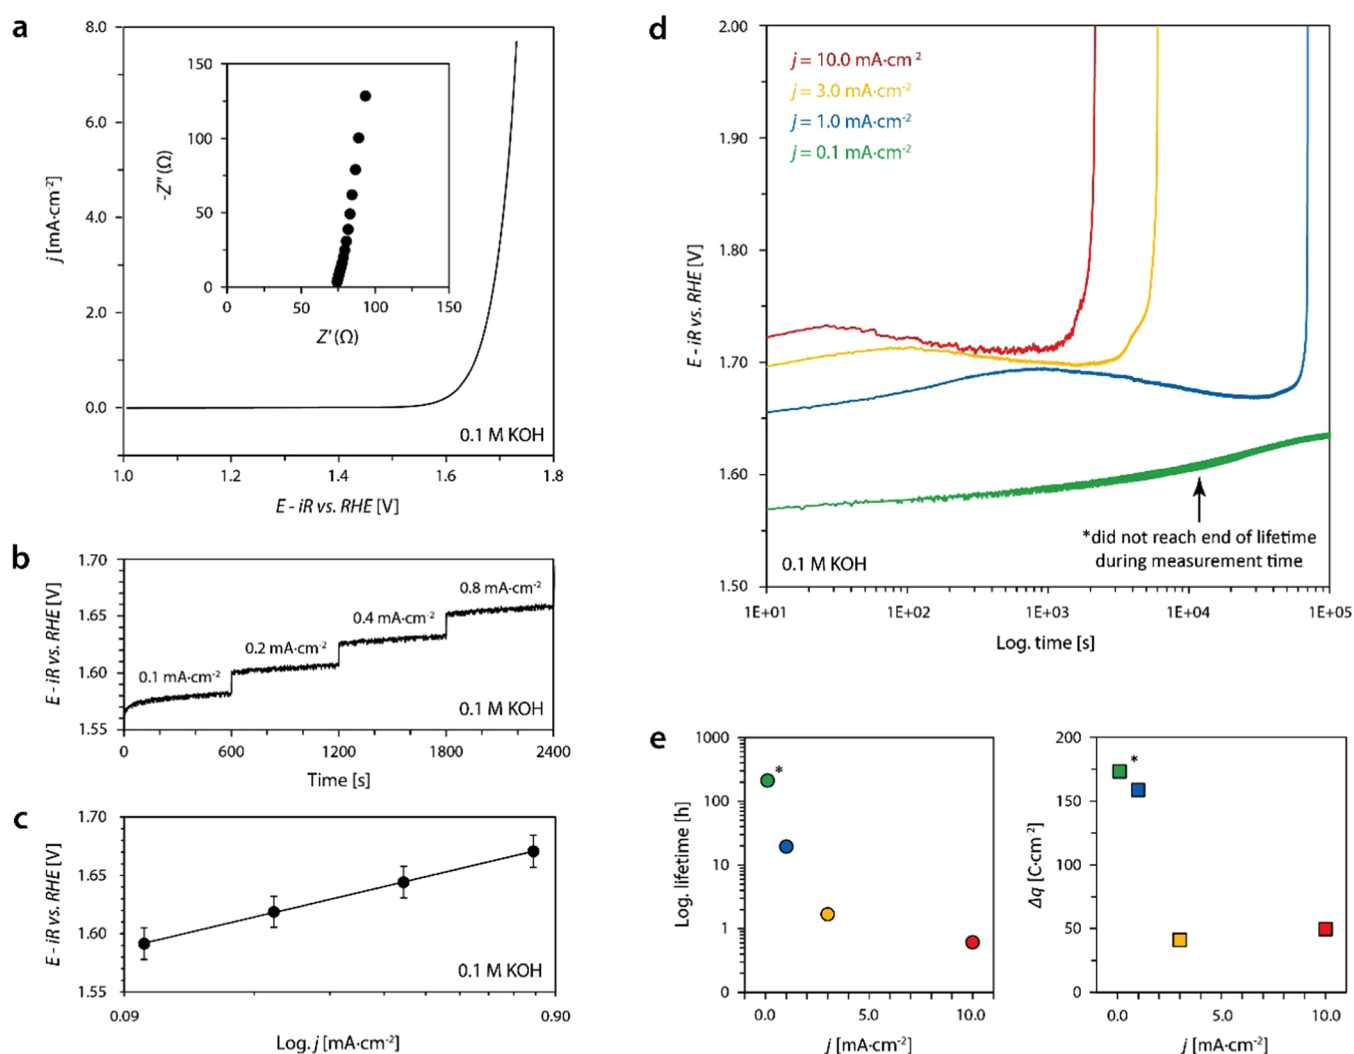 a
8.0
6.0
4.0
2.0
0.0
j [mA·cm-2]
150
100
50
0
-Z″ (Ω)
0 50 100 150
Z′ (Ω)
0.1 M KOH
1.0 1.2 1.4 1.6 1.8
E - iR vs. RHE [V]
b
1.70
1.65
1.60
1.55
E - iR vs. RHE [V]
0.1 mA·cm-2
0.2 mA·cm-2
0.4 mA·cm-2
0.8 mA·cm-2
0.1 M KOH
0 600 1200 1800 2400
Time [s]
c
1.70
1.65
1.60
1.55
E - iR vs. RHE [V]
0.1 M KOH
0.09 0.90
Log. j [mA·cm-2]
d
2.00
1.90
1.80
1.70
1.60
1.50
E - iR vs. RHE [V]
j = 10.0 mA·cm-2
j = 3.0 mA·cm-2
j = 1.0 mA·cm-2
j = 0.1 mA·cm-2
*did not reach end of lifetime
during measurement time
0.1 M KOH
1E+01 1E+02 1E+03 1E+04 1E+05
Log. time [s]
e
1000
100
10
1
0
Log. lifetime [h]
*
0.0 5.0 10.0
j [mA·cm-2]
200
150
100
50
0
Δq [C·cm-2]
*
0.0 5.0 10.0
j [mA·cm-2]